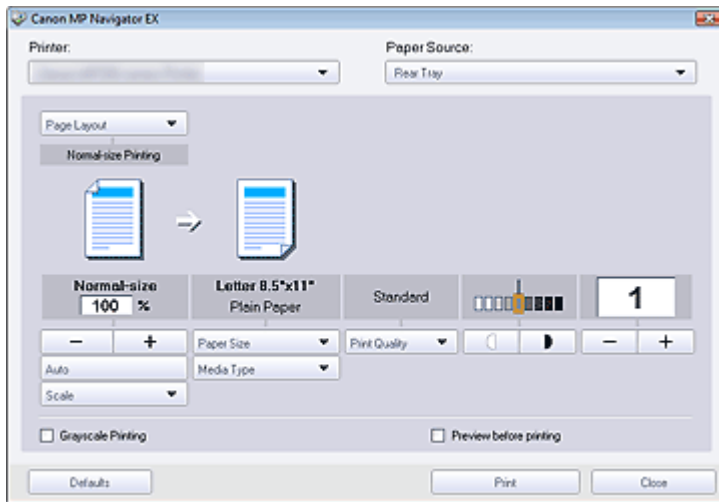 Canon MP Navigator EX
Printer:
Paper Source:
Rear Tray
Page Layout
Normal-size Printing
Normal-size
100 %
Letter 8.5"x11"
Plain Paper
Standard
1
− +
Paper Size
Print Quality
− +
Auto
Media Type
Scale
Grayscale Printing
Preview before printing
Defaults
Print
Close